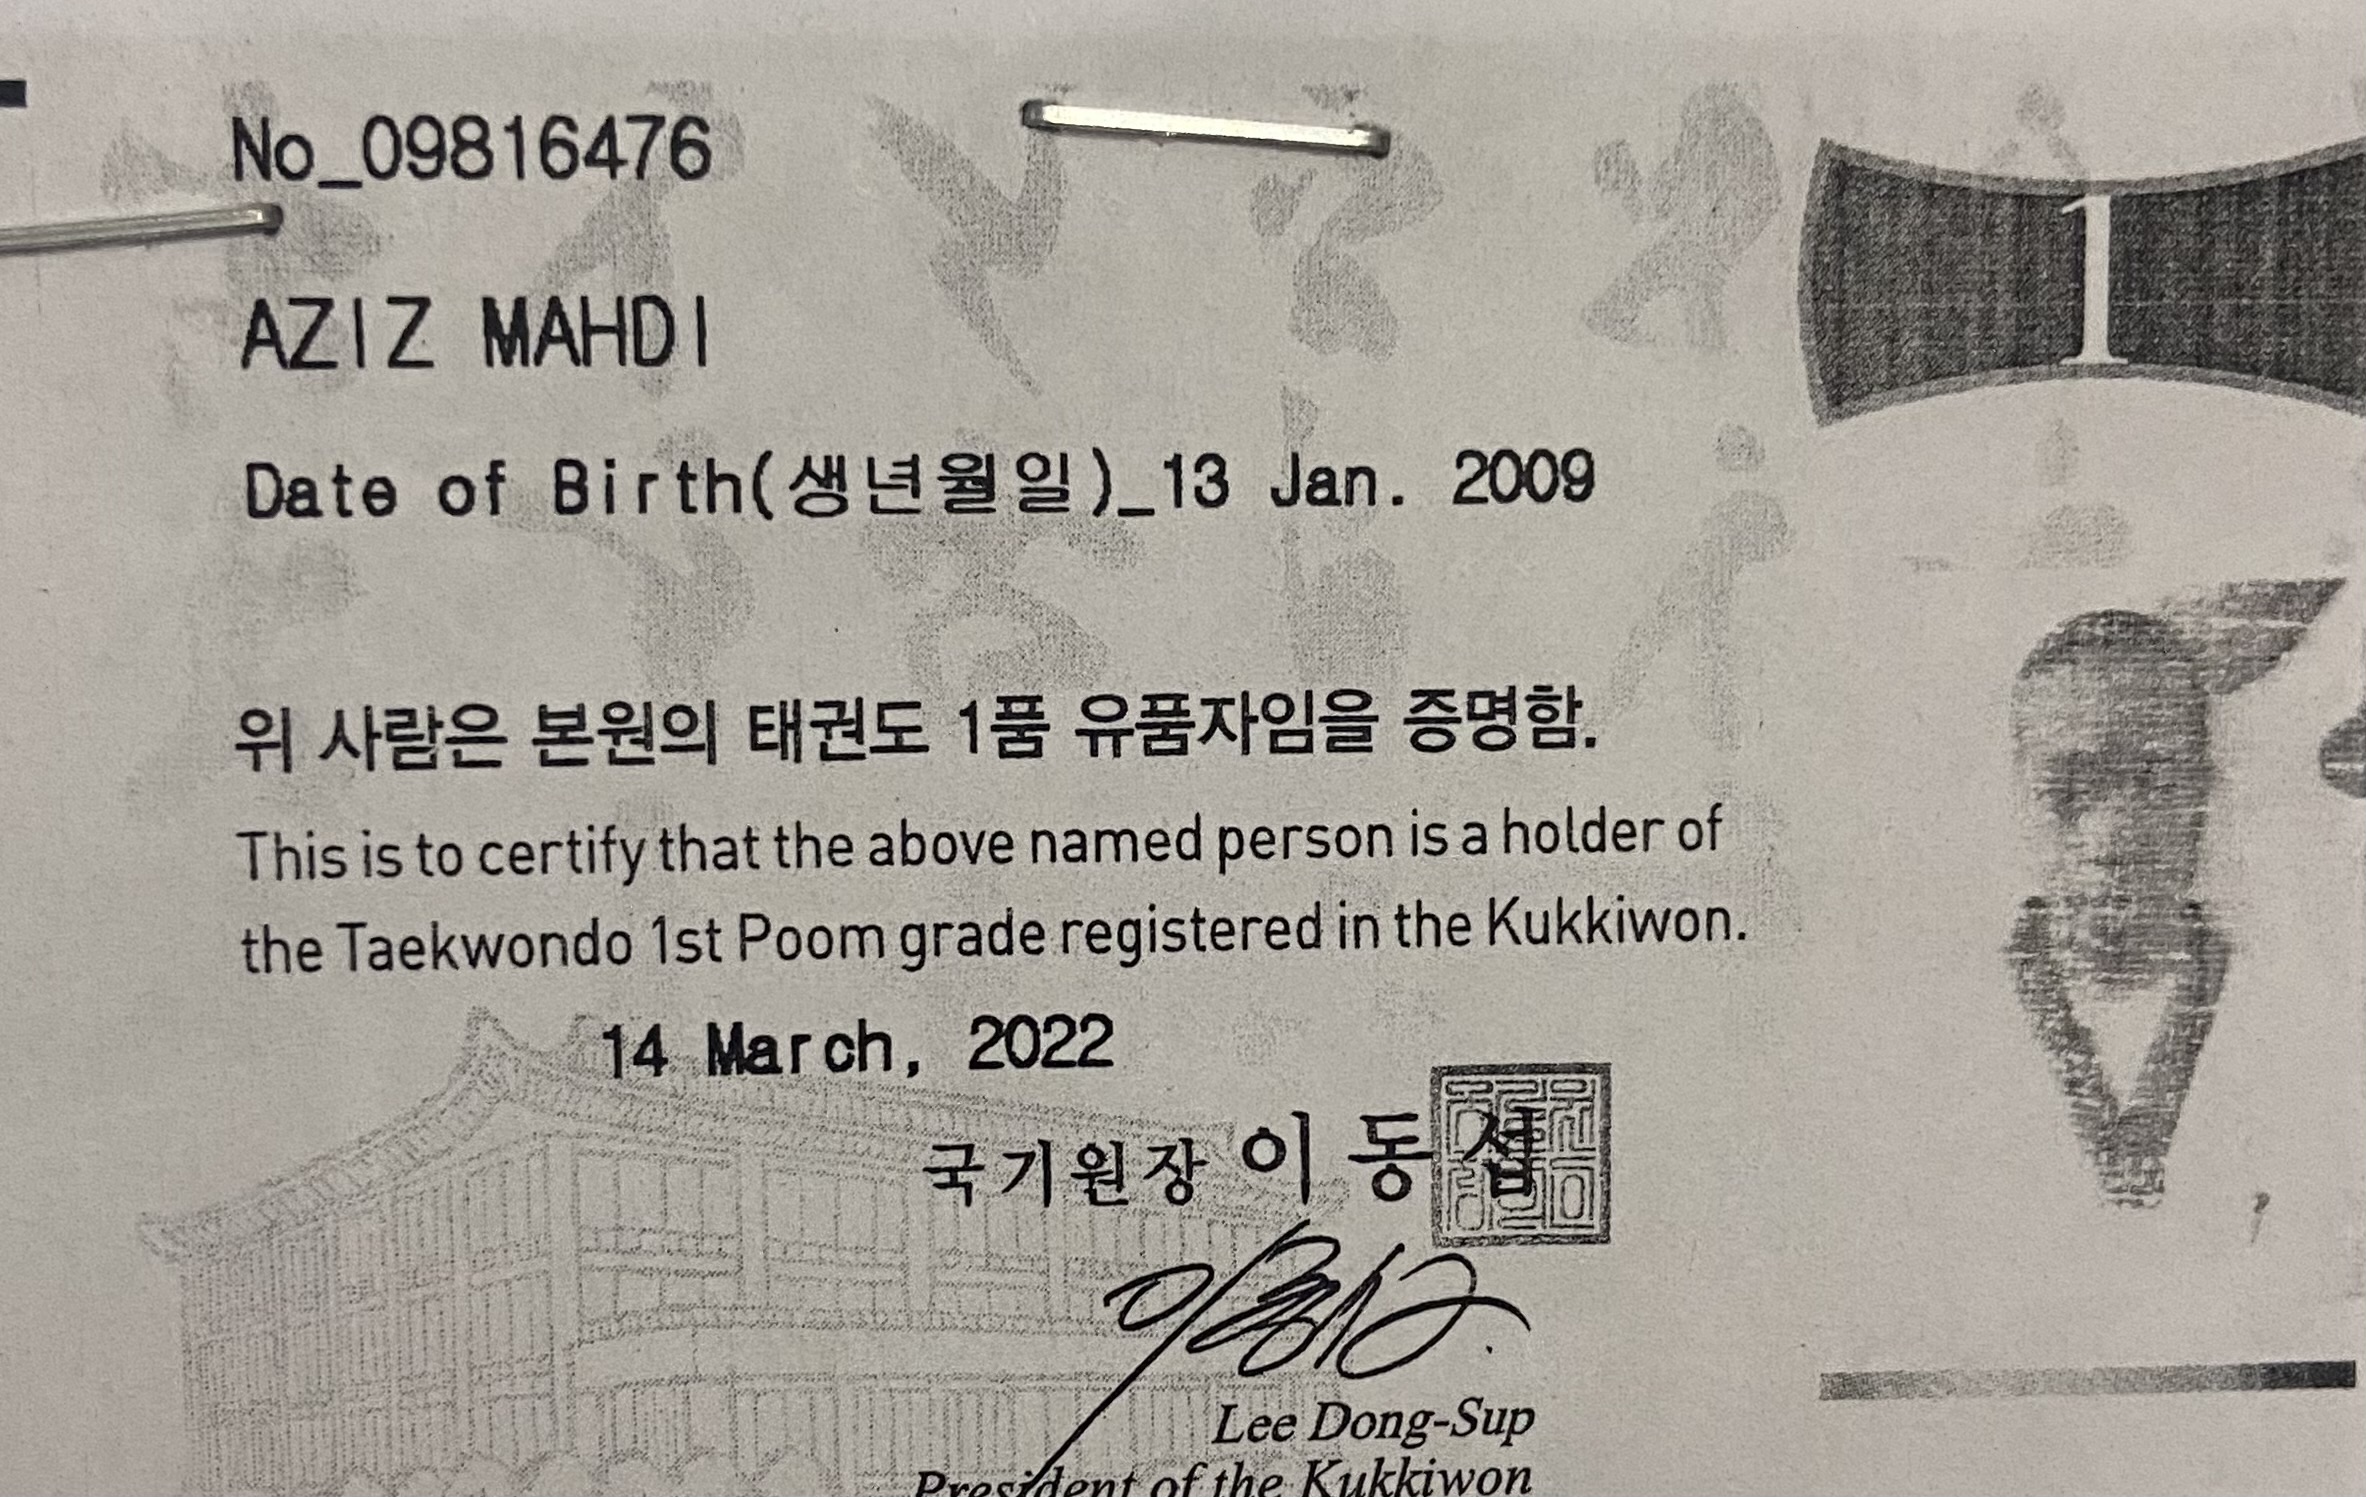 No_09816476
1
AZIZ MAHDI
Date of Birth(생년월일)_13 Jan. 2009
위 사람은 본원의 태권도 1품 유품자임을 증명함.
This is to certify that the above named person is a holder of
the Taekwondo 1st Poom grade registered in the Kukkiwon.
14 March, 2022
국기원장 이동섭
Lee Dong-Sup
President of the Kukkiwon